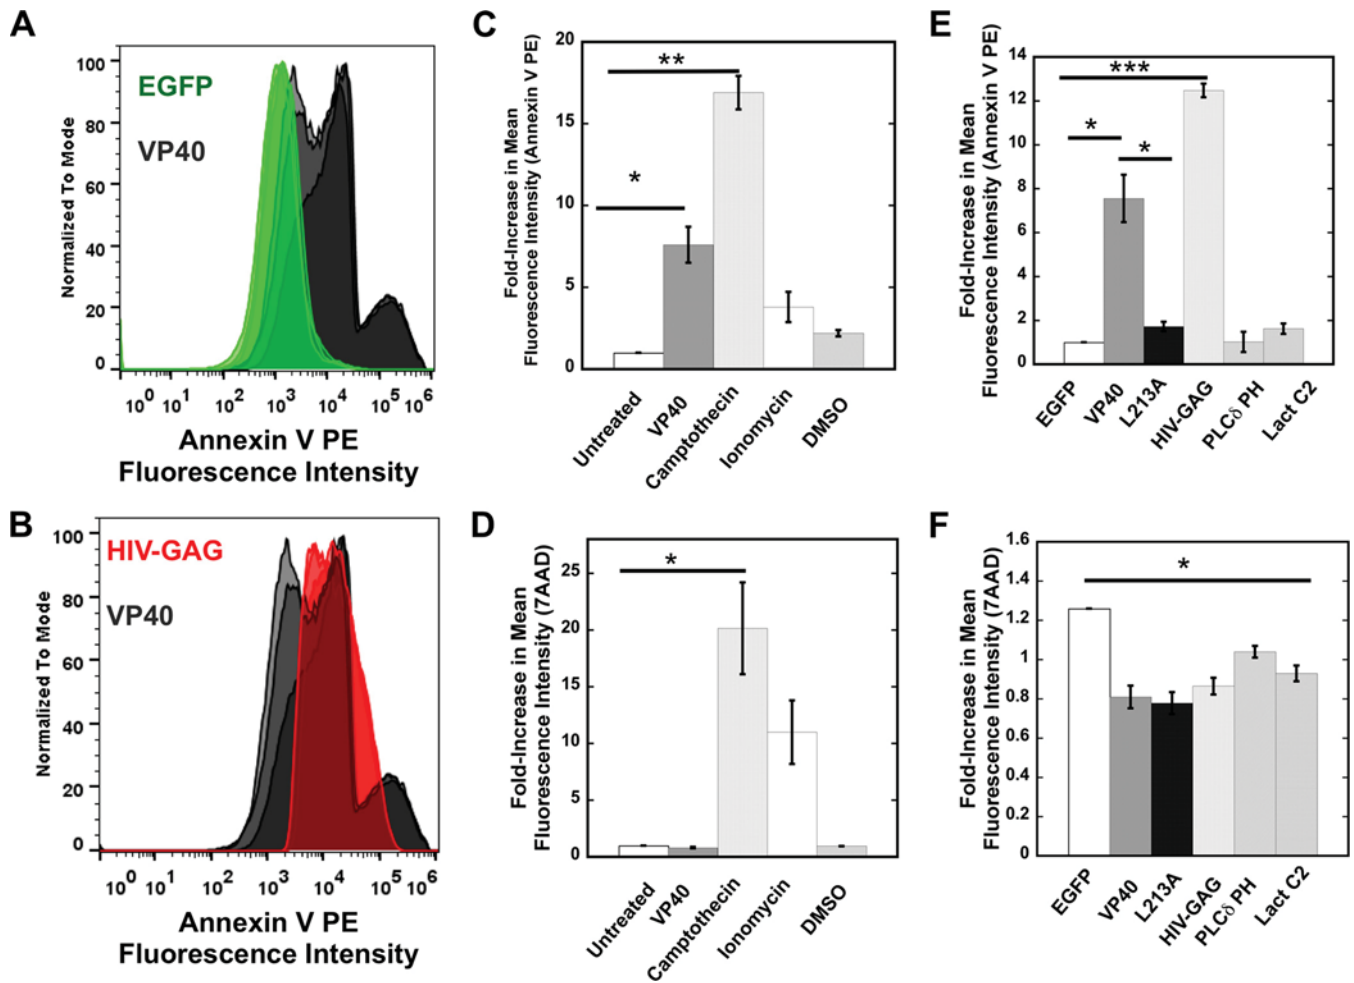 A
EGFP
VP40
Normalized To Mode
100
80
60
40
20
0
10^0 10^1 10^2 10^3 10^4 10^5 10^6
Annexin V PE
Fluorescence Intensity
B
HIV-GAG
VP40
Normalized To Mode
100
80
60
40
20
0
10^0 10^1 10^2 10^3 10^4 10^5 10^6
Annexin V PE
Fluorescence Intensity
C
Fold-Increase in Mean
Fluorescence Intensity (Annexin V PE)
20
15
10
5
0
**
*
Untreated
VP40
Camptothecin
Ionomycin
DMSO
D
Fold-Increase in Mean
Fluorescence Intensity (7AAD)
25
20
15
10
5
0
*
Untreated
VP40
Camptothecin
Ionomycin
DMSO
E
Fold-Increase in Mean
Fluorescence Intensity (Annexin V PE)
14
12
10
8
6
4
2
0
***
*
*
EGFP
VP40
L213A
HIV-GAG
PLCδ PH
Lact C2
F
Fold-Increase in Mean
Fluorescence Intensity (7AAD)
1.6
1.4
1.2
1
0.8
0.6
0.4
0.2
0
*
EGFP
VP40
L213A
HIV-GAG
PLCδ PH
Lact C2